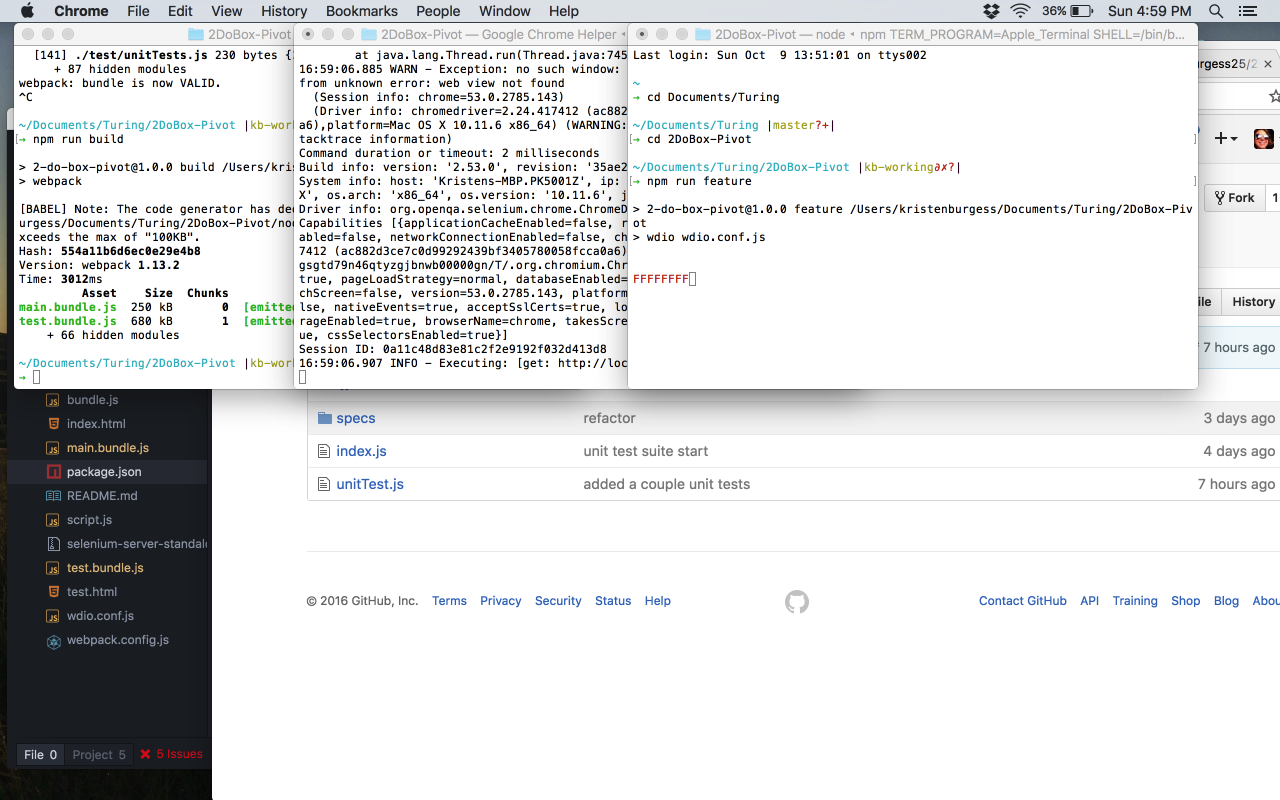 Chrome File Edit View History Bookmarks People Window Help 36% Sun 4:59 PM
2DoBox-Pivot
[141] ./test/unitTests.js 230 bytes {
+ 87 hidden modules
webpack: bundle is now VALID.
^C
~/Documents/Turing/2DoBox-Pivot |kb-wor
[→ npm run build
> 2-do-box-pivot@1.0.0 build /Users/kris
> webpack
[BABEL] Note: The code generator has de
urgess/Documents/Turing/2DoBox-Pivot/no
xceeds the max of "100KB".
Hash: 554a11b6d6ec0e29e4b8
Version: webpack 1.13.2
Time: 3012ms
Asset Size Chunks
main.bundle.js 250 kB 0 [emitte
test.bundle.js 680 kB 1 [emitte
+ 66 hidden modules
~/Documents/Turing/2DoBox-Pivot |kb-wor
→
2DoBox-Pivot — Google Chrome Helper
at java.lang.Thread.run(Thread.java:745
16:59:06.885 WARN - Exception: no such window:
from unknown error: web view not found
(Session info: chrome=53.0.2785.143)
(Driver info: chromedriver=2.24.417412 (ac882
a6),platform=Mac OS X 10.11.6 x86_64) (WARNING:
tacktrace information)
Command duration or timeout: 2 milliseconds
Build info: version: '2.53.0', revision: '35ae2
System info: host: 'Kristens-MBP.PK5001Z', ip:
X', os.arch: 'x86_64', os.version: '10.11.6', j
Driver info: org.openqa.selenium.chrome.ChromeD
Capabilities [{applicationCacheEnabled=false, r
abled=false, networkConnectionEnabled=false, ch
7412 (ac882d3ce7c0d99292439bf3405780058fcca0a6)
gsgtd79n46qtyzgjbnwb00000gn/T/.org.chromium.Chr
true, pageLoadStrategy=normal, databaseEnabled=
chScreen=false, version=53.0.2785.143, platform
lse, nativeEvents=true, acceptSslCerts=true, lo
rageEnabled=true, browserName=chrome, takesScre
ue, cssSelectorsEnabled=true}]
Session ID: 0a11c48d83e81c2f2e9192f032d413d8
16:59:06.907 INFO - Executing: [get: http://loc
2DoBox-Pivot — node ◂ npm TERM_PROGRAM=Apple_Terminal SHELL=/bin/b...
Last login: Sun Oct 9 13:51:01 on ttys002
~
→ cd Documents/Turing
~/Documents/Turing |master?+|
[→ cd 2DoBox-Pivot ]
~/Documents/Turing/2DoBox-Pivot |kb-working∂✗?|
[→ npm run feature ]
> 2-do-box-pivot@1.0.0 feature /Users/kristenburgess/Documents/Turing/2DoBox-Piv
ot
> wdio wdio.conf.js
FFFFFFFF
urgess25/2
Fork 1
ile History
7 hours ago
specs refactor 3 days ago
index.js unit test suite start 4 days ago
unitTest.js added a couple unit tests 7 hours ago
© 2016 GitHub, Inc. Terms Privacy Security Status Help Contact GitHub API Training Shop Blog Abou
bundle.js
index.html
main.bundle.js
package.json
README.md
script.js
selenium-server-standal
test.bundle.js
test.html
wdio.conf.js
webpack.config.js
File 0 Project 5 5 Issues